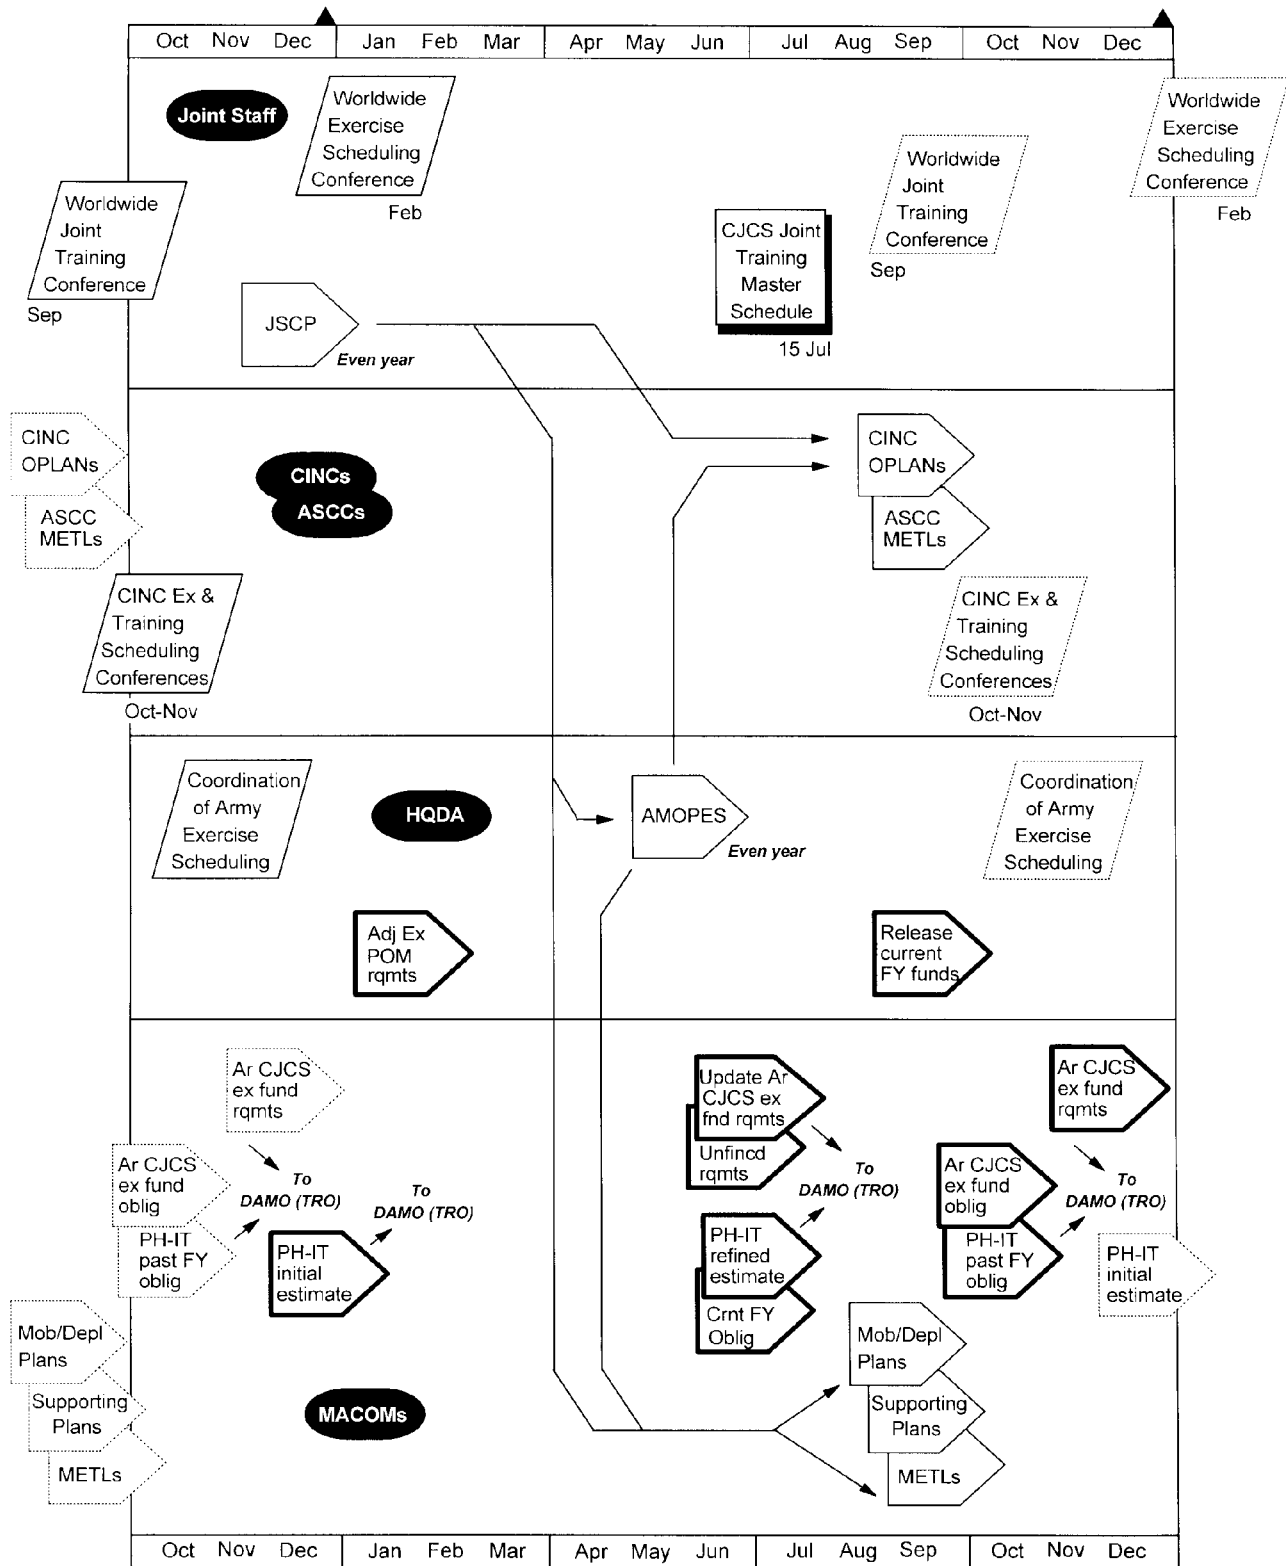 Oct Nov Dec Jan Feb Mar Apr May Jun Jul Aug Sep Oct Nov Dec
Joint Staff
Worldwide
Exercise
Scheduling
Conference
Feb
Worldwide
Joint
Training
Conference
Sep
JSCP
Even year
CJCS Joint
Training
Master
Schedule
15 Jul
Worldwide
Joint
Training
Conference
Sep
Worldwide
Exercise
Scheduling
Conference
Feb
CINC
OPLANs
ASCC
METLs
CINCs
ASCCs
CINC Ex &
Training
Scheduling
Conferences
Oct-Nov
CINC
OPLANs
ASCC
METLs
CINC Ex &
Training
Scheduling
Conferences
Oct-Nov
Coordination
of Army
Exercise
Scheduling
HQDA
AMOPES
Even year
Coordination
of Army
Exercise
Scheduling
Adj Ex
POM
rqmts
Release
current
FY funds
Ar CJCS
ex fund
rqmts
Ar CJCS
ex fund
oblig
PH-IT
past FY
oblig
To
DAMO (TRO)
PH-IT
initial
estimate
To
DAMO (TRO)
Update Ar
CJCS ex
fnd rqmts
Unfincd
rqmts
To
DAMO (TRO)
PH-IT
refined
estimate
Crnt FY
Oblig
Ar CJCS
ex fund
rqmts
Ar CJCS
ex fund
oblig
PH-IT
past FY
oblig
To
DAMO (TRO)
PH-IT
initial
estimate
Mob/Depl
Plans
Supporting
Plans
METLs
MACOMs
Mob/Depl
Plans
Supporting
Plans
METLs
Oct Nov Dec Jan Feb Mar Apr May Jun Jul Aug Sep Oct Nov Dec